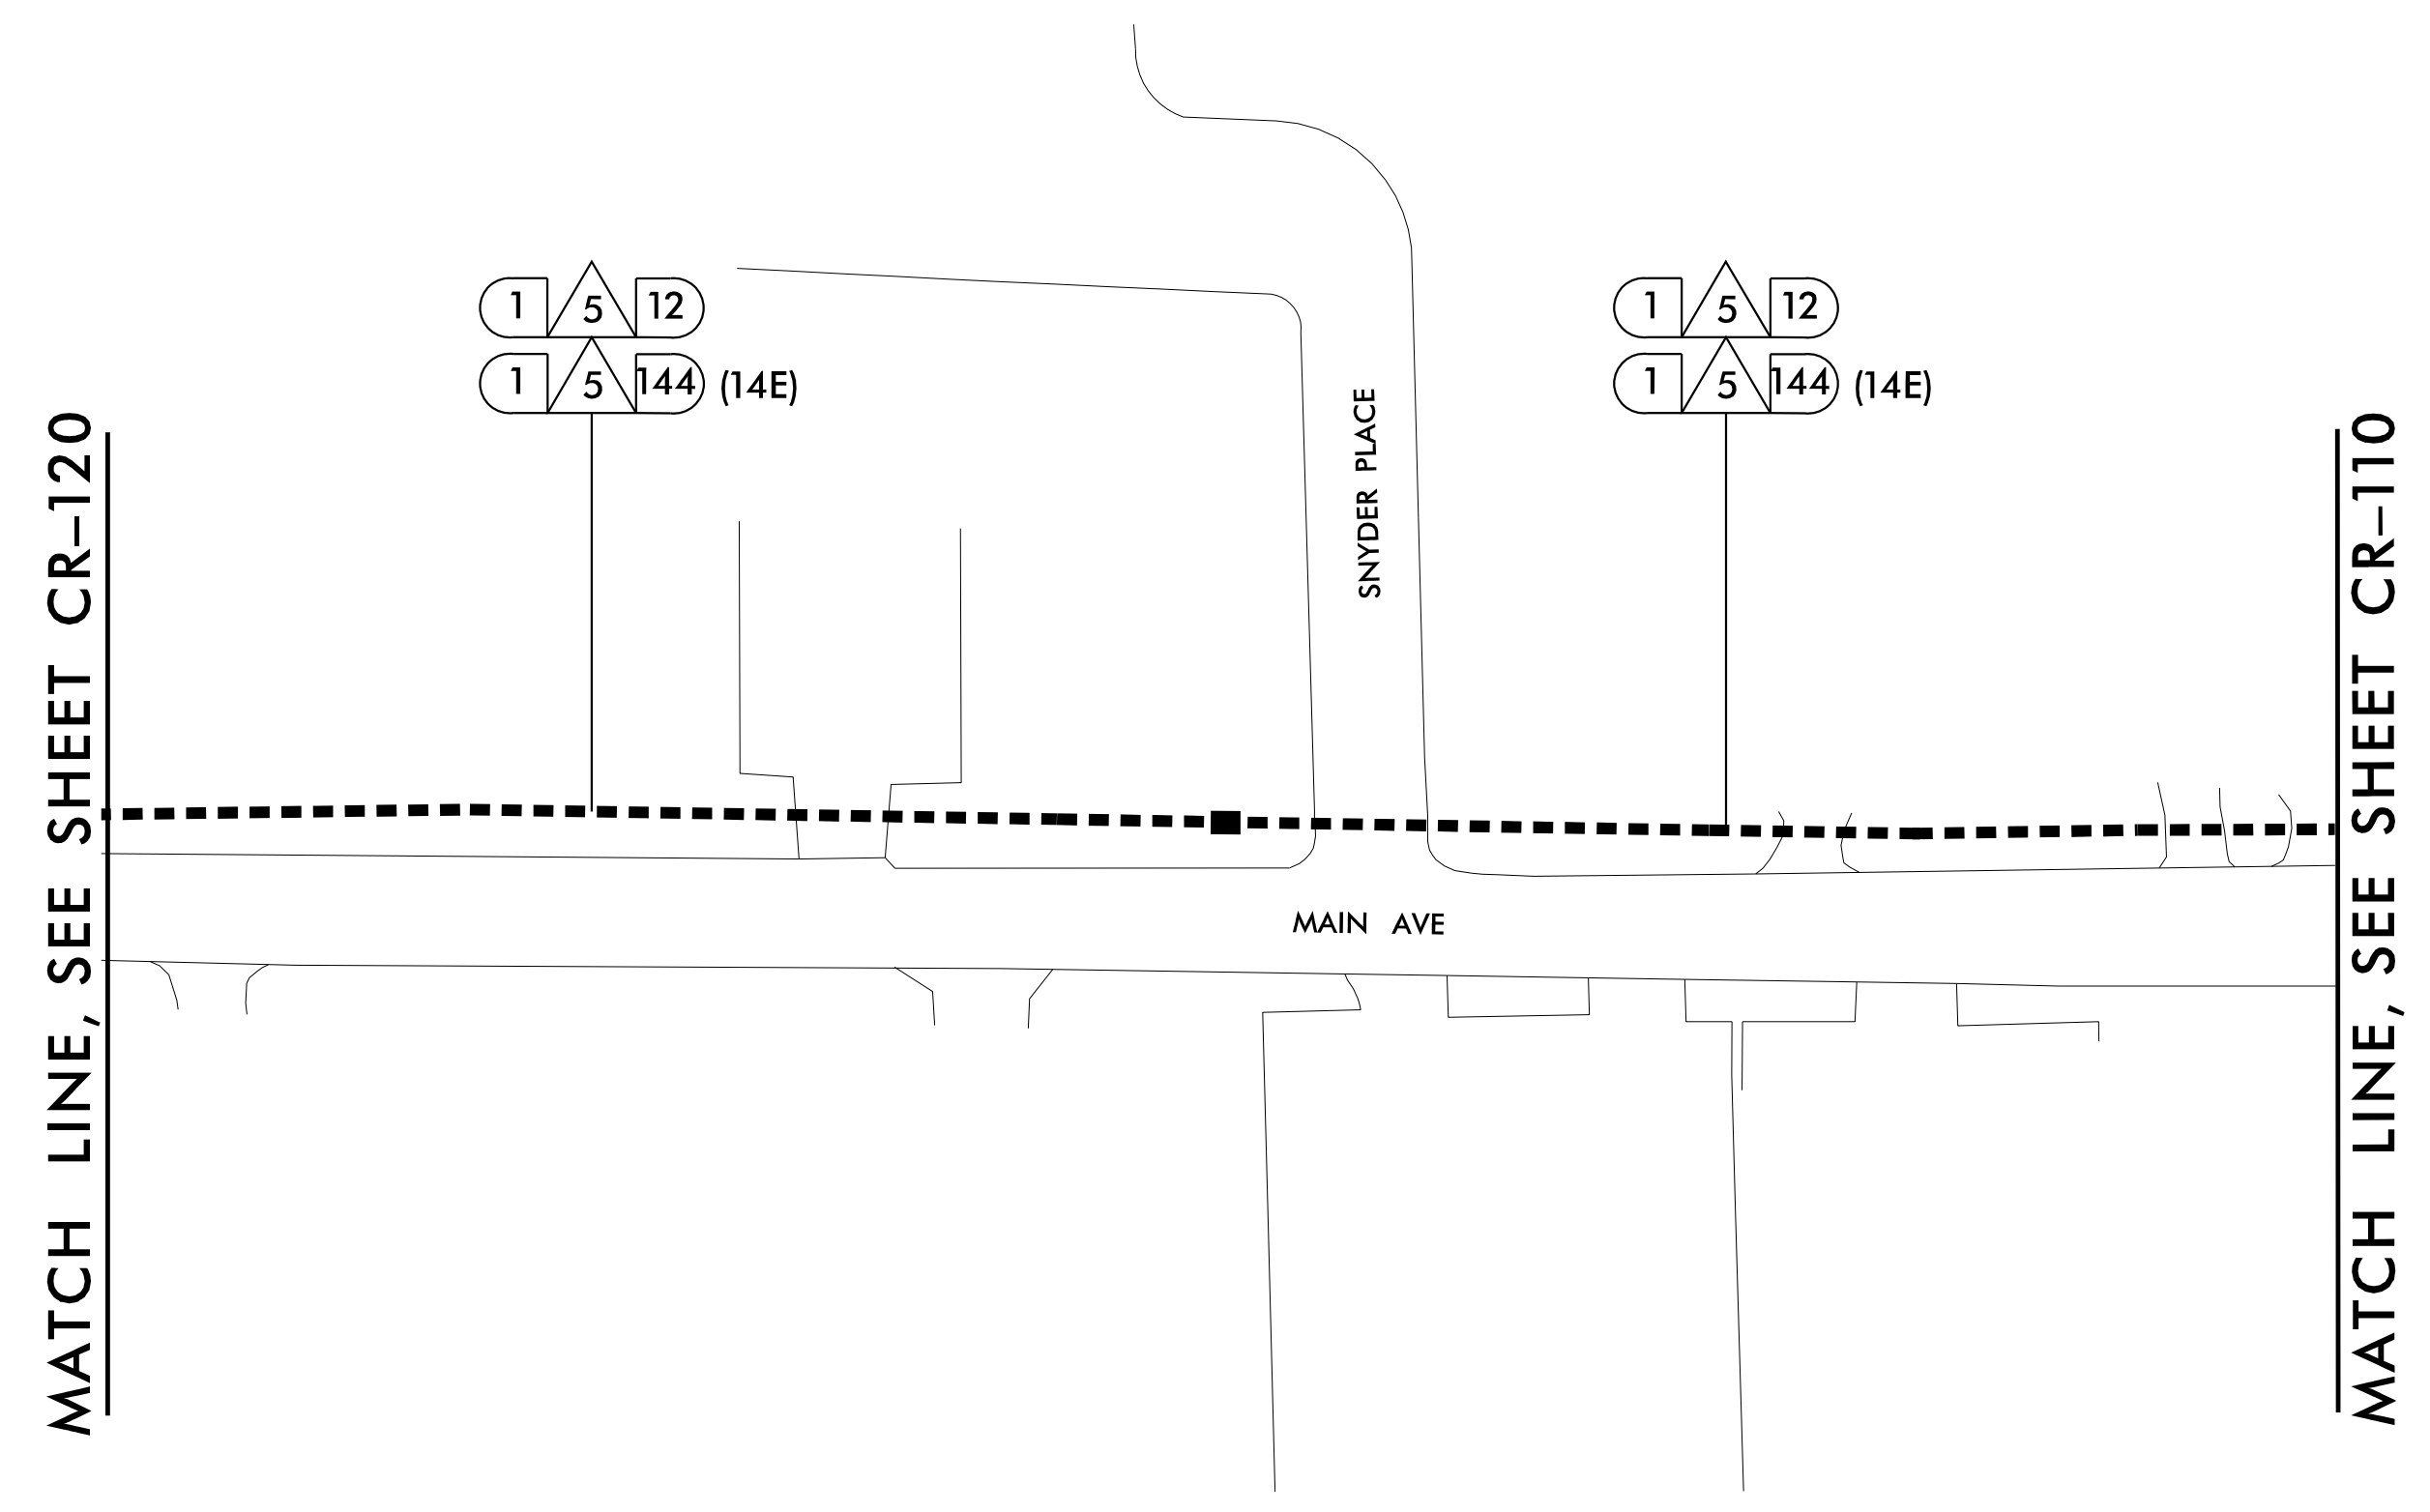 MATCH LINE, SEE SHEET CR-120
1 5 12
1 5 144 (14E)
SNYDER PLACE
1 5 12
1 5 144 (14E)
MAIN AVE
MATCH LINE, SEE SHEET CR-110